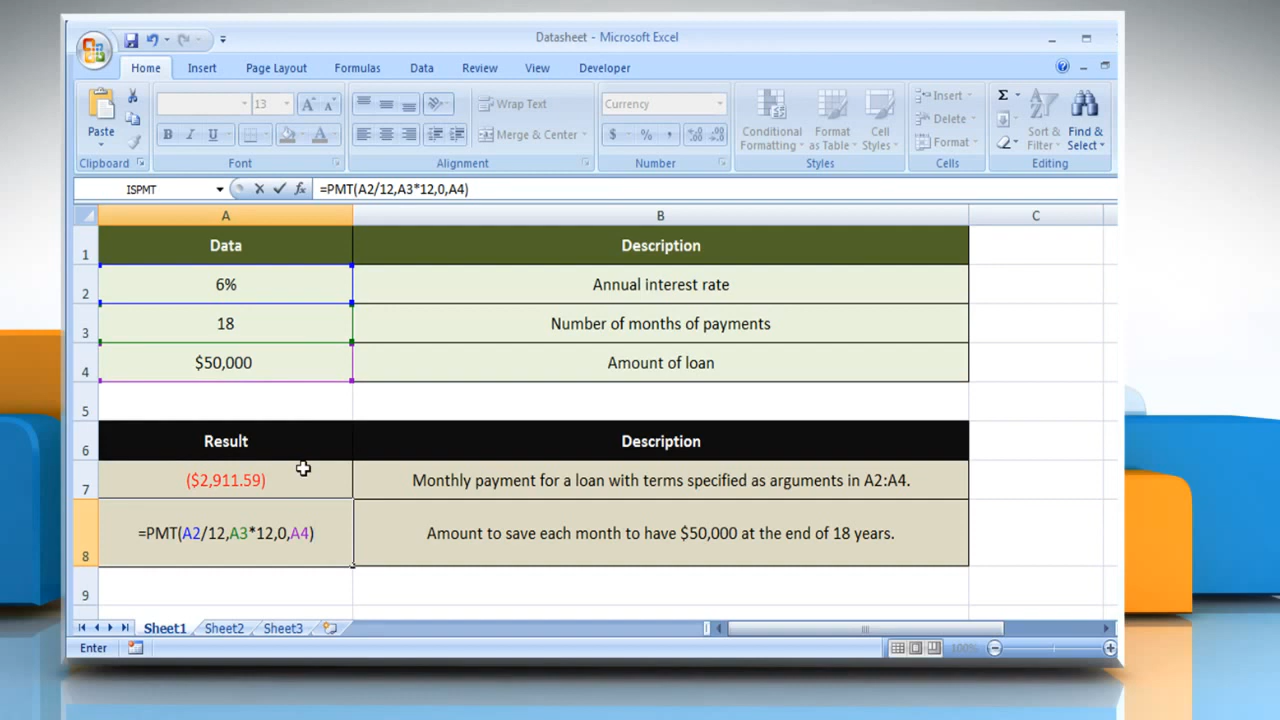 Datasheet - Microsoft Excel
Home Insert Page Layout Formulas Data Review View Developer
Paste
Clipboard
13 A A
B I U A
Font
Wrap Text
Merge & Center
Alignment
Currency
$ % ,
Number
Conditional Formatting
Format as Table
Cell Styles
Styles
Insert
Delete
Format
Cells
Σ
Sort & Filter
Find & Select
Editing
ISPMT fx =PMT(A2/12,A3*12,0,A4)
A B C
1 Data Description
2 6% Annual interest rate
3 18 Number of months of payments
4 $50,000 Amount of loan
5
6 Result Description
7 ($2,911.59) Monthly payment for a loan with terms specified as arguments in A2:A4.
8 =PMT(A2/12,A3*12,0,A4) Amount to save each month to have $50,000 at the end of 18 years.
9
Sheet1 Sheet2 Sheet3
Enter 100%